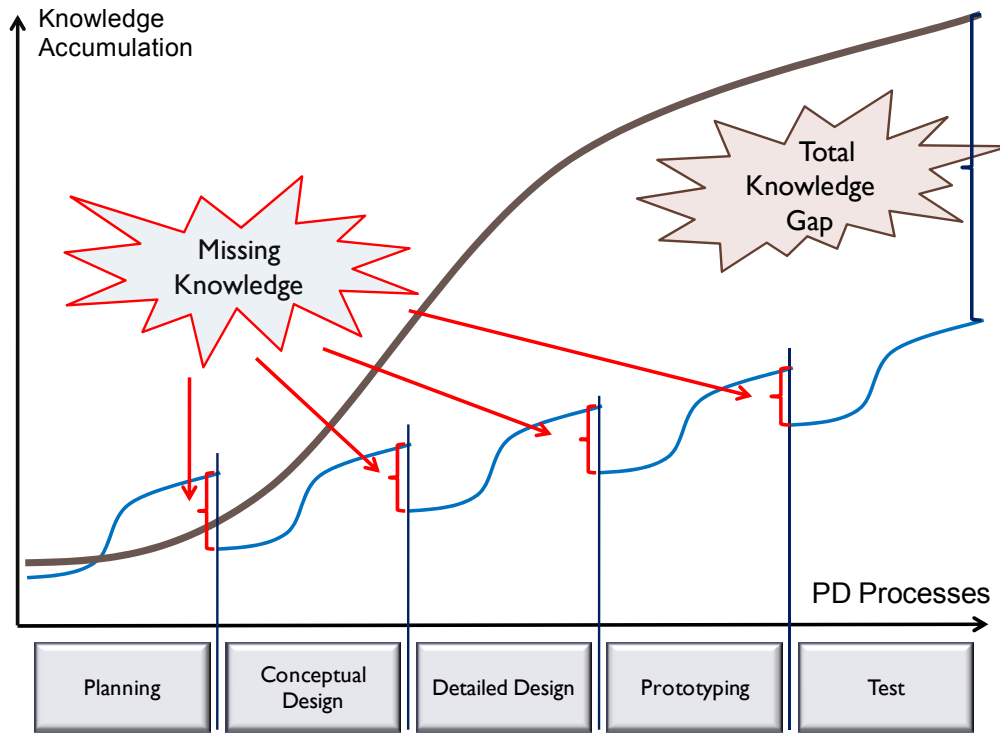 Knowledge
Accumulation
Total
Knowledge
Gap
Missing
Knowledge
PD Processes
Planning
Conceptual
Design
Detailed Design
Prototyping
Test